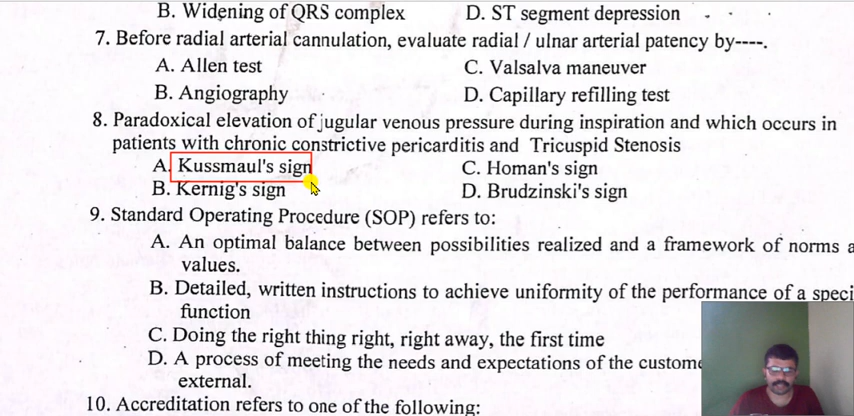 B. Widening of QRS complex D. ST segment depression
7. Before radial arterial cannulation, evaluate radial / ulnar arterial patency by----.
A. Allen test C. Valsalva maneuver
B. Angiography D. Capillary refilling test
8. Paradoxical elevation of jugular venous pressure during inspiration and which occurs in
patients with chronic constrictive pericarditis and Tricuspid Stenosis
A. Kussmaul's sign C. Homan's sign
B. Kernig's sign D. Brudzinski's sign
9. Standard Operating Procedure (SOP) refers to:
A. An optimal balance between possibilities realized and a framework of norms a
values.
B. Detailed, written instructions to achieve uniformity of the performance of a speci
function
C. Doing the right thing right, right away, the first time
D. A process of meeting the needs and expectations of the custome
external.
10. Accreditation refers to one of the following: